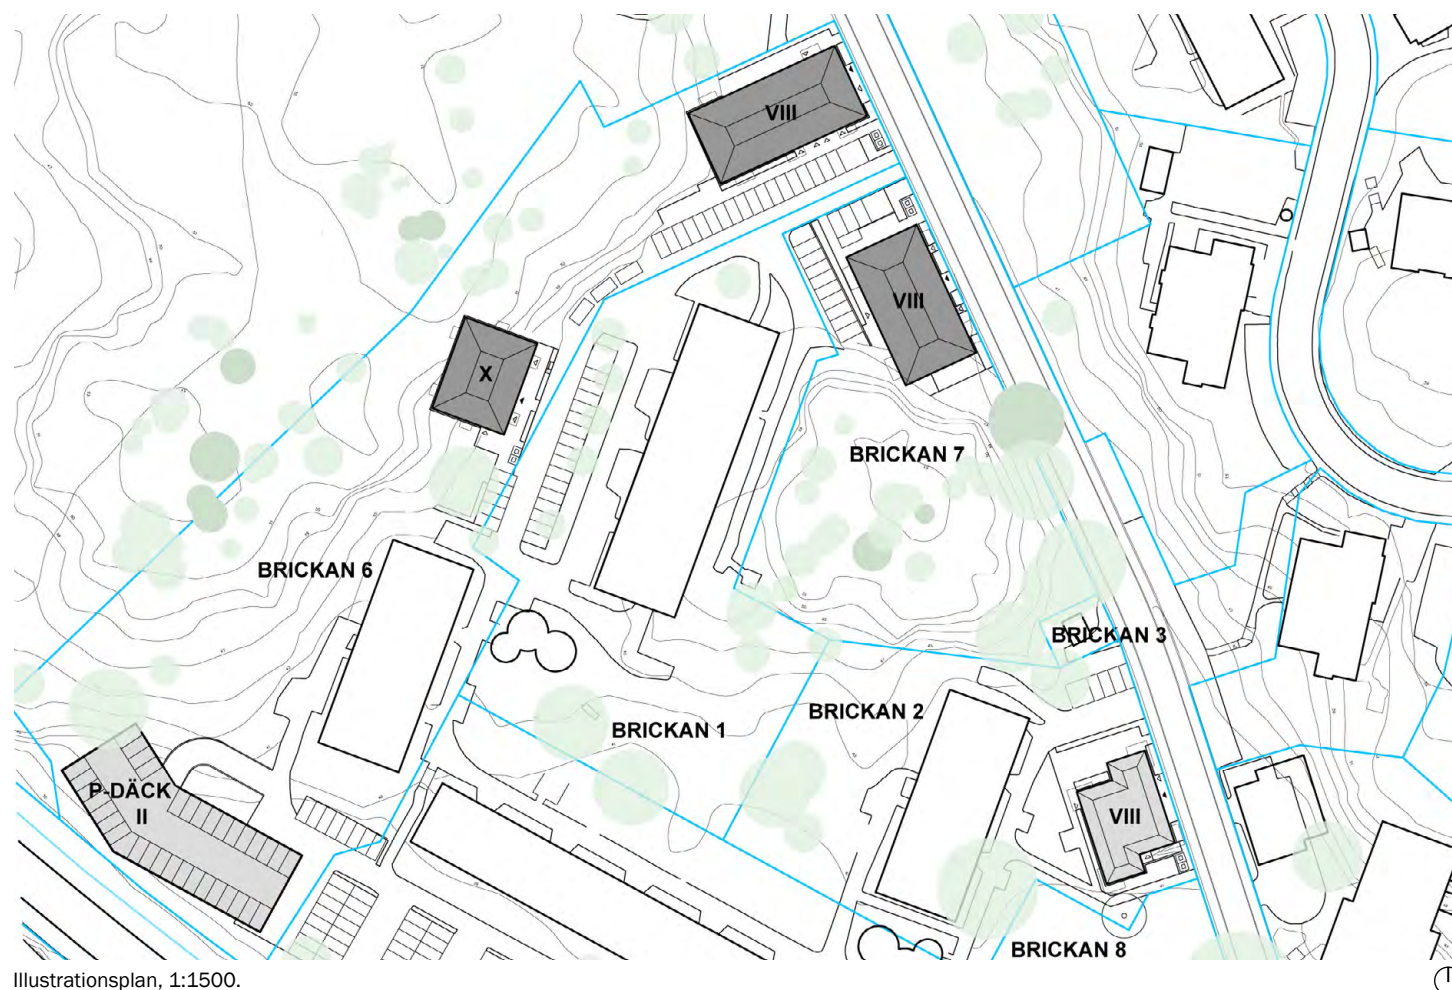 VIII
VIII
X
BRICKAN 7
BRICKAN 6
BRICKAN 3
BRICKAN 2
BRICKAN 1
P-DÄCK
II
VIII
BRICKAN 8
Illustrationsplan, 1:1500.